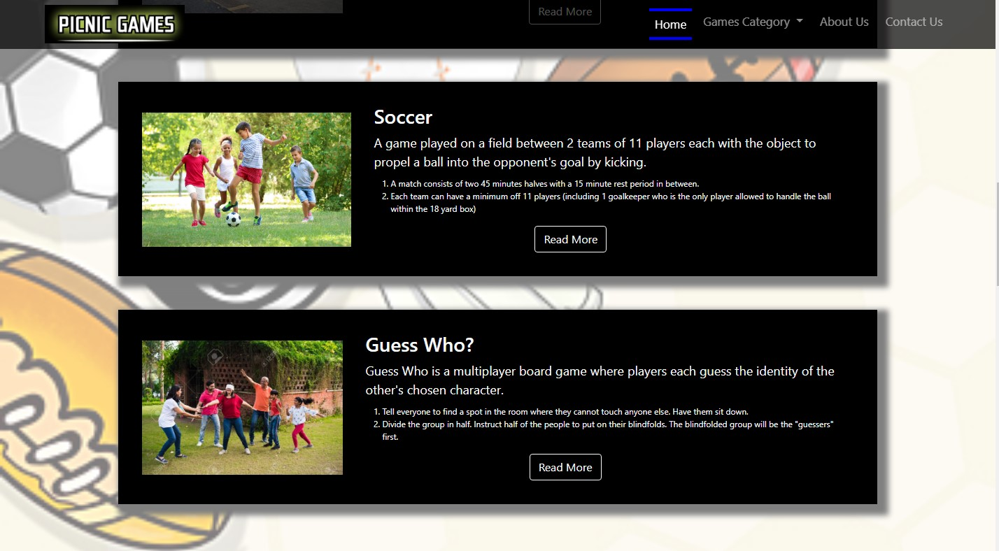 PICNIC GAMES
Read More
Home
Games Category
About Us
Contact Us
Soccer
A game played on a field between 2 teams of 11 players each with the object to
propel a ball into the opponent's goal by kicking.
1. A match consists of two 45 minutes halves with a 15 minute rest period in between.
2. Each team can have a minimum off 11 players (including 1 goalkeeper who is the only player allowed to handle the ball
within the 18 yard box)
Read More
Guess Who?
Guess Who is a multiplayer board game where players each guess the identity of the
other's chosen character.
1. Tell everyone to find a spot in the room where they cannot touch anyone else. Have them sit down.
2. Divide the group in half. Instruct half of the people to put on their blindfolds. The blindfolded group will be the "guessers"
first.
Read More